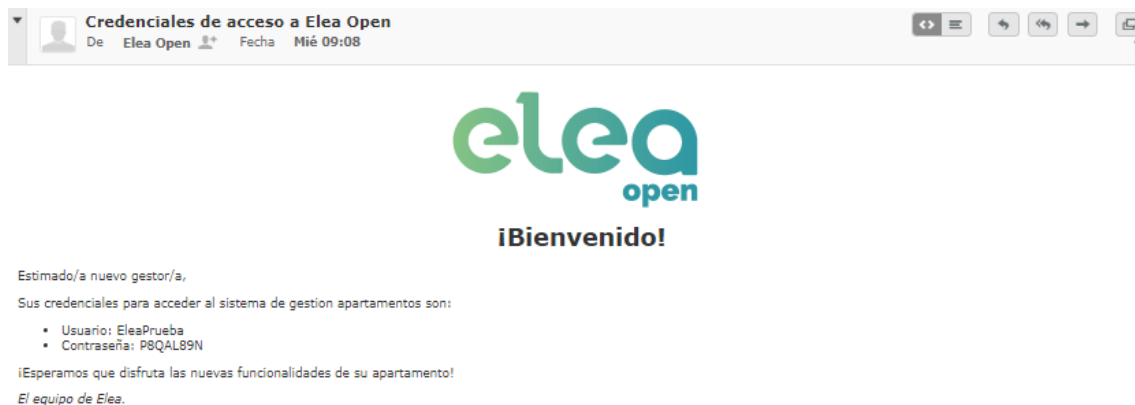 Credenciales de acceso a Elea Open
De Elea Open Fecha Mié 09:08
elea
open
¡Bienvenido!
Estimado/a nuevo gestor/a,
Sus credenciales para acceder al sistema de gestion apartamentos son:
• Usuario: EleaPrueba
• Contraseña: P8QAL89N
¡Esperamos que disfruta las nuevas funcionalidades de su apartamento!
El equipo de Elea.